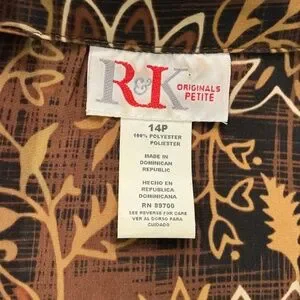 R&K
ORIGINALS
PETITE
14P
100% POLYESTER
POLIESTER
MADE IN
DOMINICAN
REPUBLIC
HECHO EN
REPUBLICA
DOMINICANA
RN 89700
SEE REVERSE FOR CARE
VER AL DORSO PARA
CUIDADO